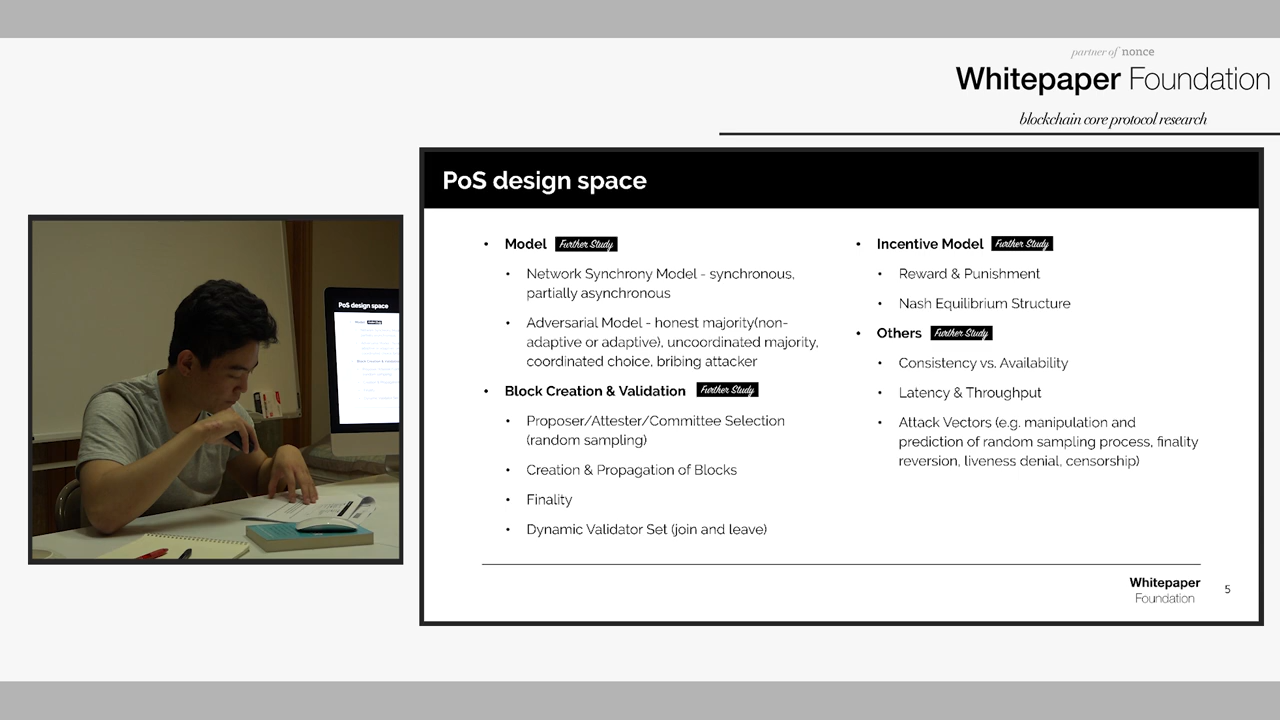 partner of nonce
Whitepaper Foundation
blockchain core protocol research
PoS design space
PoS design space
• Model Further Study
• Network Synchrony Model - synchronous,
partially asynchronous
• Adversarial Model - honest majority(non-
adaptive or adaptive), uncoordinated majority,
coordinated choice, bribing attacker
• Block Creation & Validation Further Study
• Proposer/Attester/Committee Selection
(random sampling)
• Creation & Propagation of Blocks
• Finality
• Dynamic Validator Set (join and leave)
• Incentive Model Further Study
• Reward & Punishment
• Nash Equilibrium Structure
• Others Further Study
• Consistency vs. Availability
• Latency & Throughput
• Attack Vectors (e.g. manipulation and
prediction of random sampling process, finality
reversion, liveness denial, censorship)
Whitepaper
Foundation
5